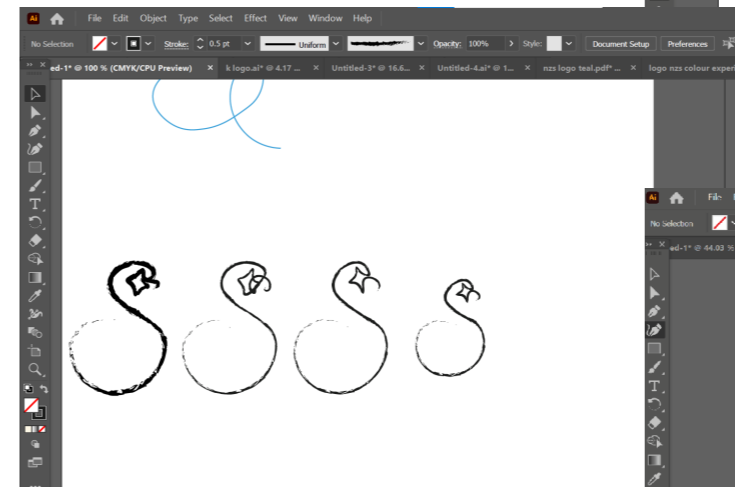 Ai File Edit Object Type Select Effect View Window Help
No Selection Stroke: 0.5 pt Uniform Opacity: 100% Style: Document Setup Preferences
ed-1* @ 100 % (CMYK/CPU Preview) × k logo.ai* @ 4.17 ... × Untitled-3* @ 16.6... × Untitled-4.ai* @ 1... × nzs logo teal.pdf* ... × logo nzs colour experi
Ai File
No Selection
ed-1* @ 44.03 %